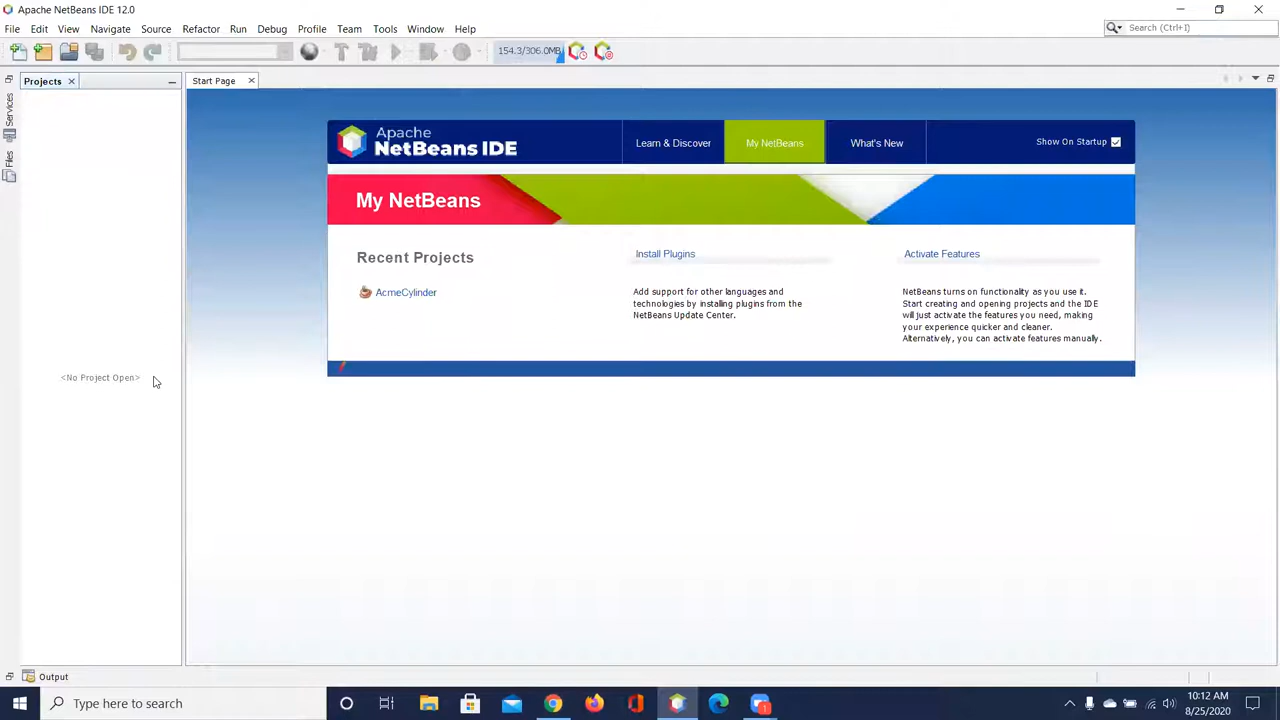 Apache NetBeans IDE 12.0
File Edit View Navigate Source Refactor Run Debug Profile Team Tools Window Help
Search (Ctrl+I)
154.3/306.0MB
Projects
Start Page
Services
Files
Apache
NetBeans IDE
Learn & Discover
My NetBeans
What's New
Show On Startup
My NetBeans
Recent Projects
AcmeCylinder
Install Plugins
Add support for other languages and
technologies by installing plugins from the
NetBeans Update Center.
Activate Features
NetBeans turns on functionality as you use it.
Start creating and opening projects and the IDE
will just activate the features you need, making
your experience quicker and cleaner.
Alternatively, you can activate features manually.
<No Project Open>
Output
Type here to search
1
10:12 AM
8/25/2020